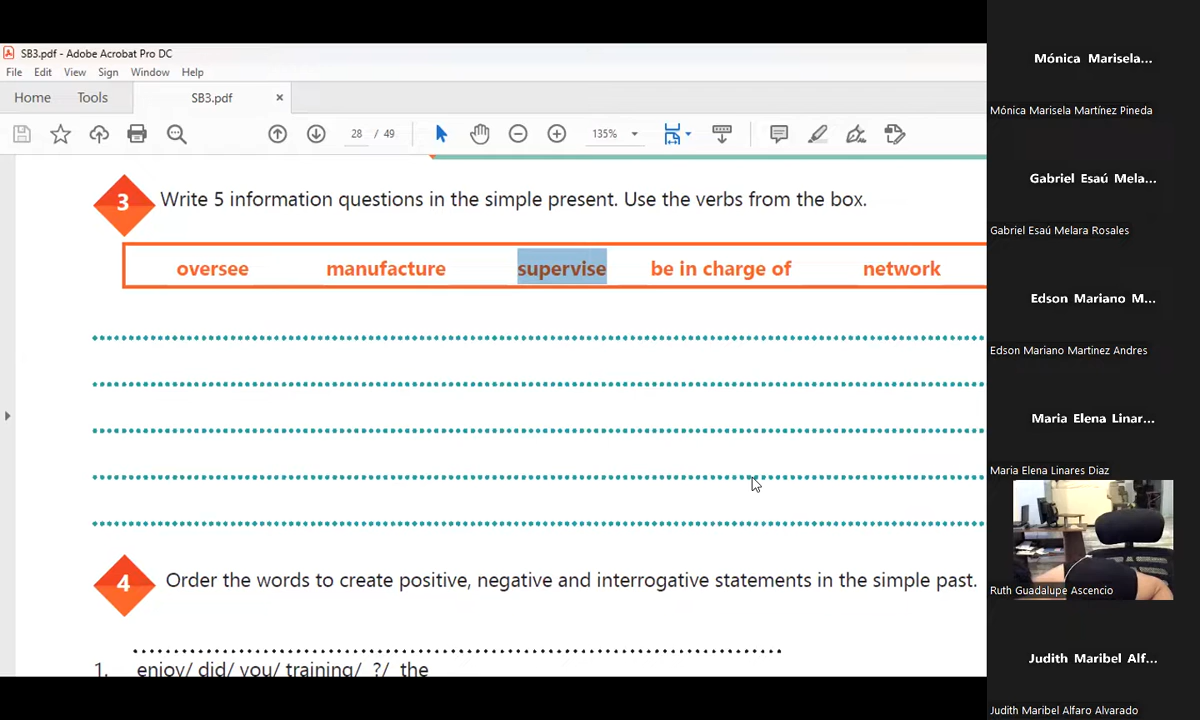 SB3.pdf - Adobe Acrobat Pro DC
File Edit View Sign Window Help
Home Tools SB3.pdf ×
28 / 49 135%
3 Write 5 information questions in the simple present. Use the verbs from the box.
oversee manufacture supervise be in charge of network
4 Order the words to create positive, negative and interrogative statements in the simple past.
1. enjoy/ did/ you/ training/ ?/ the
Mónica Marisela...
Mónica Marisela Martínez Pineda
Gabriel Esaú Mela...
Gabriel Esaú Melara Rosales
Edson Mariano M...
Edson Mariano Martinez Andres
Maria Elena Linar...
Maria Elena Linares Diaz
Ruth Guadalupe Ascencio
Judith Maribel Alf...
Judith Maribel Alfaro Alvarado